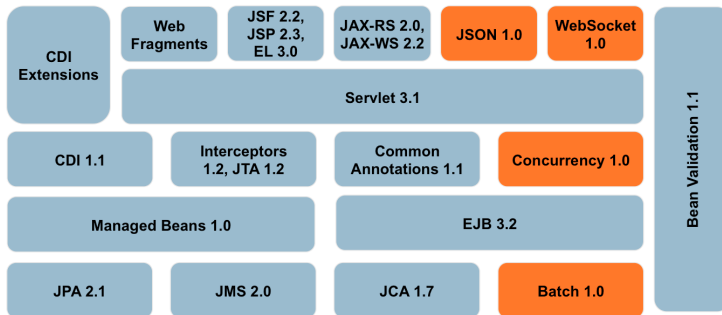 CDI
Extensions
Web
Fragments
JSF 2.2,
JSP 2.3,
EL 3.0
JAX-RS 2.0,
JAX-WS 2.2
JSON 1.0
WebSocket
1.0
Servlet 3.1
Bean Validation 1.1
CDI 1.1
Interceptors
1.2, JTA 1.2
Common
Annotations 1.1
Concurrency 1.0
Managed Beans 1.0
EJB 3.2
JPA 2.1
JMS 2.0
JCA 1.7
Batch 1.0